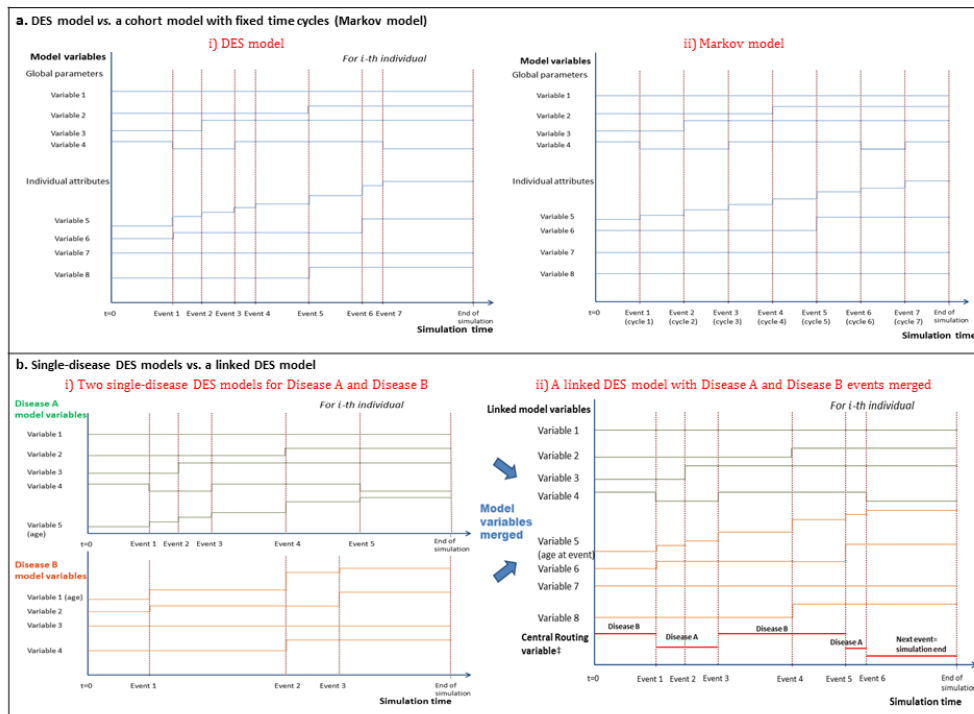 a. DES model vs. a cohort model with fixed time cycles (Markov model)
i) DES model
Model variables
For i-th individual
Global parameters
Variable 1
Variable 2
Variable 3
Variable 4
Individual attributes
Variable 5
Variable 6
Variable 7
Variable 8
t=0
Event 1
Event 2
Event 3
Event 4
Event 5
Event 6
Event 7
End of
simulation
Simulation time
ii) Markov model
Model variables
Global parameters
Variable 1
Variable 2
Variable 3
Variable 4
Individual attributes
Variable 5
Variable 6
Variable 7
Variable 8
t=0
Event 1
(cycle 1)
Event 2
(cycle 2)
Event 3
(cycle 3)
Event 4
(cycle 4)
Event 5
(cycle 5)
Event 6
(cycle 6)
Event 7
(cycle 7)
End of
simulation
Simulation time
b. Single-disease DES models vs. a linked DES model
i) Two single-disease DES models for Disease A and Disease B
Disease A
model variables
For i-th individual
Variable 1
Variable 2
Variable 3
Variable 4
Variable 5
(age)
t=0
Event 1
Event 2
Event 3
Event 4
Event 5
End of
simulation
Disease B
model variables
Variable 1 (age)
Variable 2
Variable 3
Variable 4
t=0
Event 1
Event 2
Event 3
End of
simulation
Simulation time
Model
variables
merged
ii) A linked DES model with Disease A and Disease B events merged
For i-th individual
Linked model variables
Variable 1
Variable 2
Variable 3
Variable 4
Variable 5
(age at event)
Variable 6
Variable 7
Variable 8
Central Routing
variable‡
Disease B
Disease A
Disease B
Disease A
Next event=
simulation end
t=0
Event 1
Event 2
Event 3
Event 4
Event 5
Event 6
End of
simulation
Simulation time